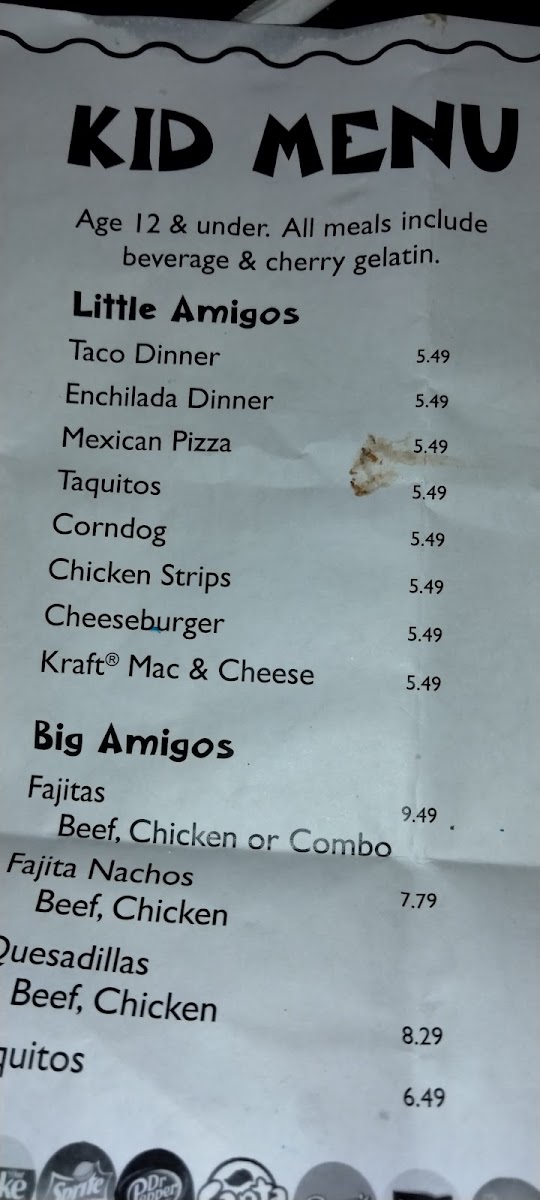 KID MENU
Age 12 & under. All meals include
beverage & cherry gelatin.
Little Amigos
Taco Dinner 5.49
Enchilada Dinner 5.49
Mexican Pizza 5.49
Taquitos 5.49
Corndog 5.49
Chicken Strips 5.49
Cheeseburger 5.49
Kraft® Mac & Cheese 5.49
Big Amigos
Fajitas 9.49
Beef, Chicken or Combo
Fajita Nachos 7.79
Beef, Chicken
Quesadillas
Beef, Chicken 8.29
quitos 6.49
ke Sprite Dr Pepper